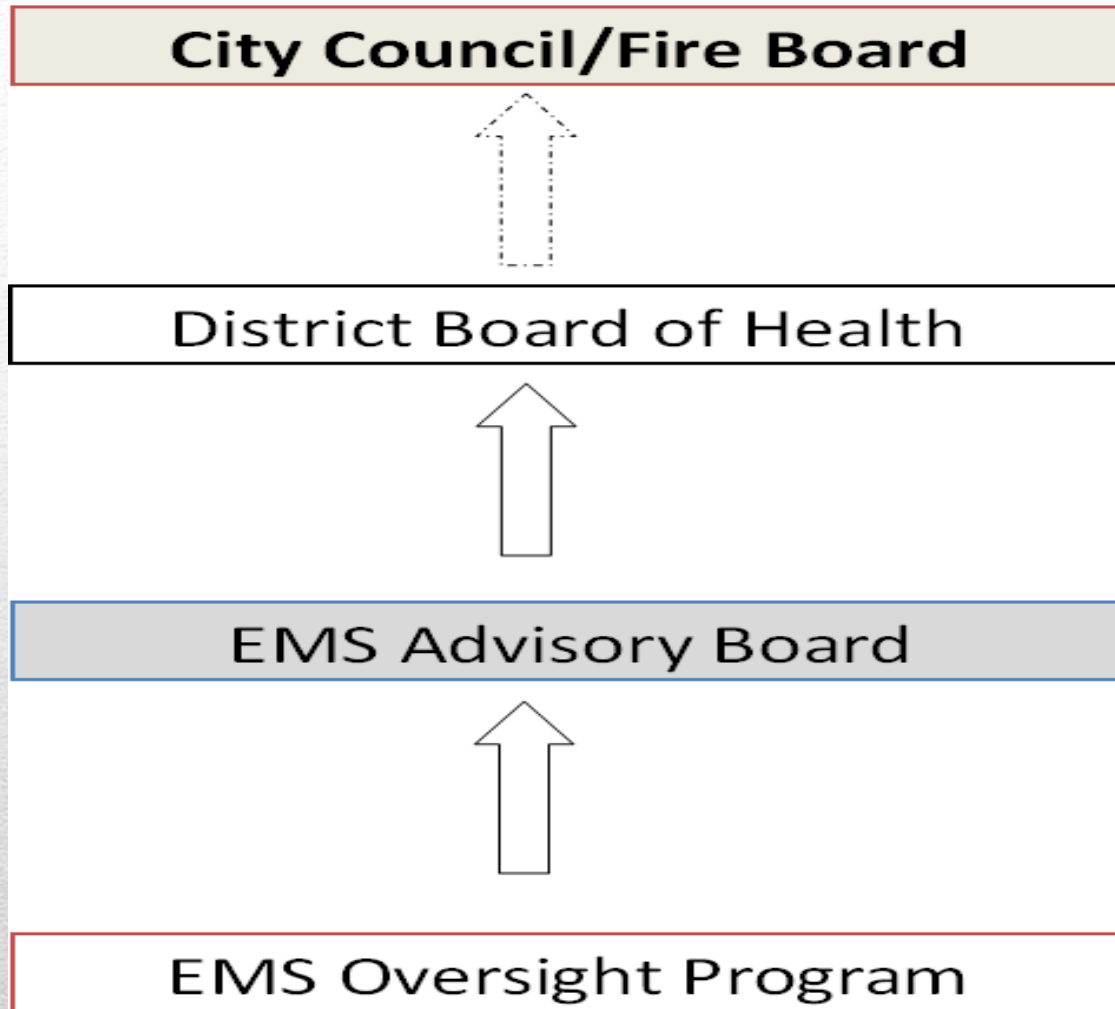 City Council/Fire Board
District Board of Health
EMS Advisory Board
EMS Oversight Program